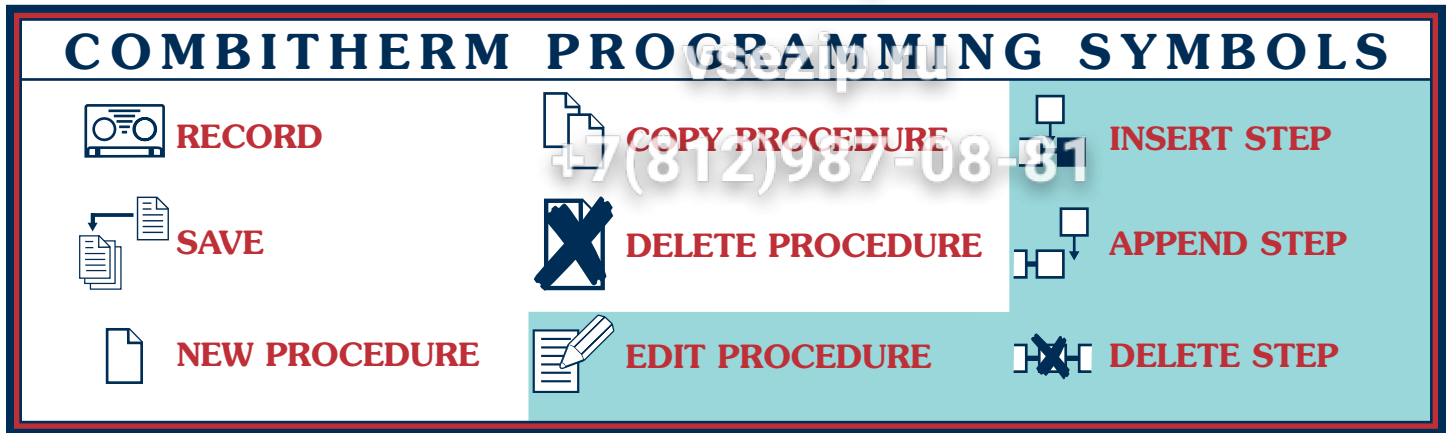 COMBITHERM PROGRAMMING SYMBOLS
vsezip.ru
RECORD
COPY PROCEDURE
INSERT STEP
+7(812)987-08-81
SAVE
DELETE PROCEDURE
APPEND STEP
NEW PROCEDURE
EDIT PROCEDURE
DELETE STEP